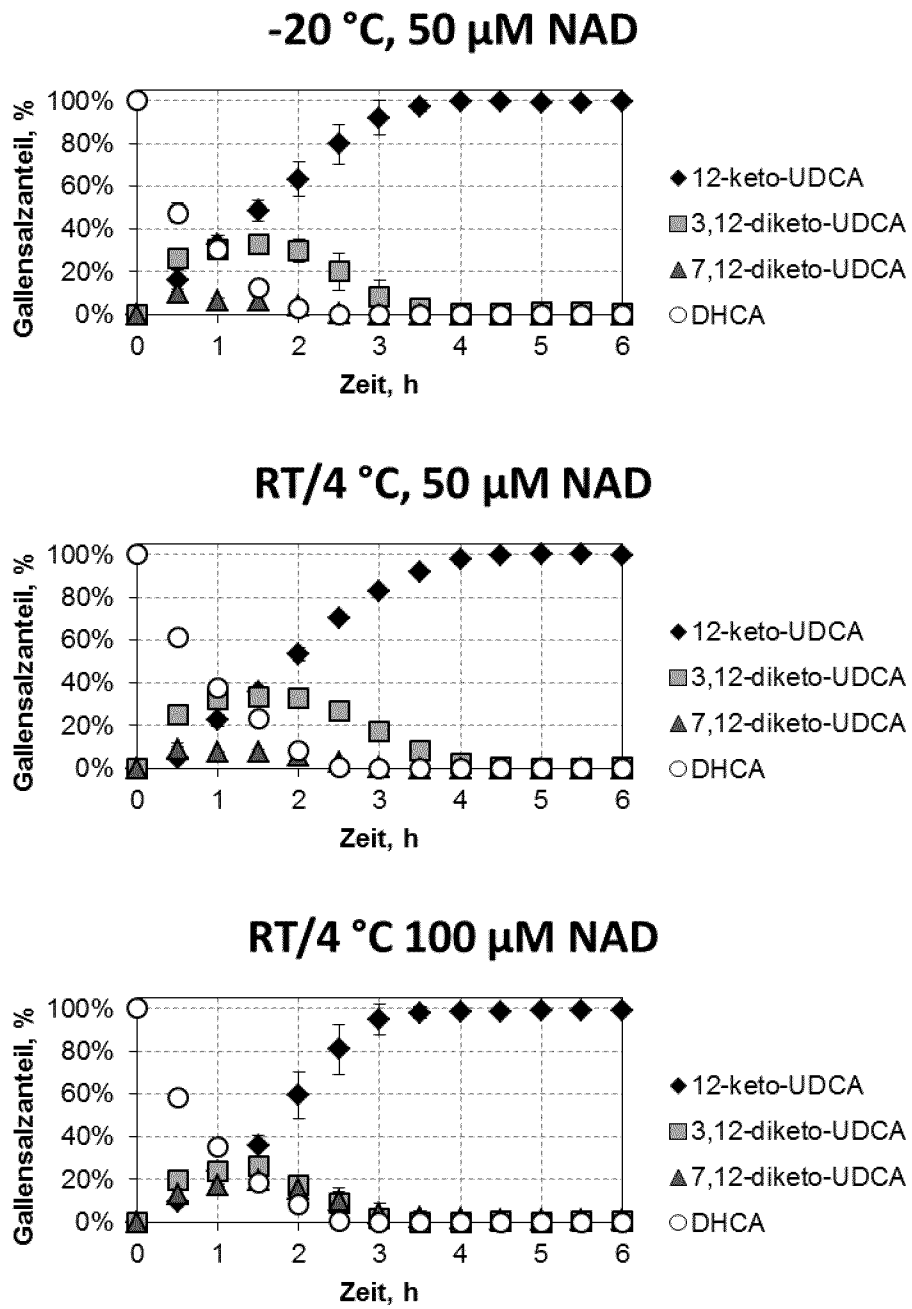 -20 °C, 50 µM NAD
Gallensalzanteil, %
100%
80%
60%
40%
20%
0%
0 1 2 3 4 5 6
Zeit, h
12-keto-UDCA
3,12-diketo-UDCA
7,12-diketo-UDCA
DHCA
RT/4 °C, 50 µM NAD
Gallensalzanteil, %
100%
80%
60%
40%
20%
0%
0 1 2 3 4 5 6
Zeit, h
12-keto-UDCA
3,12-diketo-UDCA
7,12-diketo-UDCA
DHCA
RT/4 °C 100 µM NAD
Gallensalzanteil, %
100%
80%
60%
40%
20%
0%
0 1 2 3 4 5 6
Zeit, h
12-keto-UDCA
3,12-diketo-UDCA
7,12-diketo-UDCA
DHCA